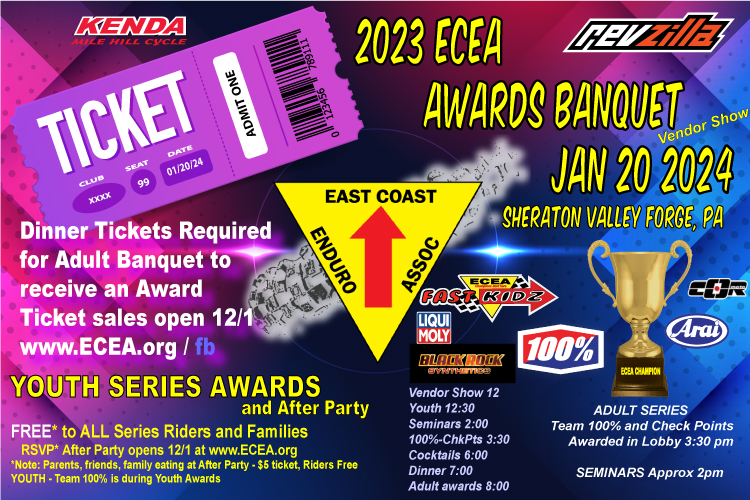 KENDA
MILE HILL CYCLE
revzilla
2023 ECEA
AWARDS BANQUET
Vendor Show
JAN 20 2024
SHERATON VALLEY FORGE, PA
TICKET
ADMIT ONE
0 123456 789111
CLUB
XXXX
SEAT
99
DATE
01/20/24
EAST COAST
ENDURO
ASSOC
Dinner Tickets Required
for Adult Banquet to
receive an Award
Ticket sales open 12/1
www.ECEA.org / fb
YOUTH SERIES AWARDS
and After Party
FREE* to ALL Series Riders and Families
RSVP* After Party opens 12/1 at www.ECEA.org
*Note: Parents, friends, family eating at After Party - $5 ticket, Riders Free
YOUTH - Team 100% is during Youth Awards
ECEA
FAST KIDZ
LIQUI
MOLY
BLACK ROCK
SYNTHETICS
100%
Arai
ECEA CHAMPION
Vendor Show 12
Youth 12:30
Seminars 2:00
100%-ChkPts 3:30
Cocktails 6:00
Dinner 7:00
Adult awards 8:00
ADULT SERIES
Team 100% and Check Points
Awarded in Lobby 3:30 pm
SEMINARS Approx 2pm